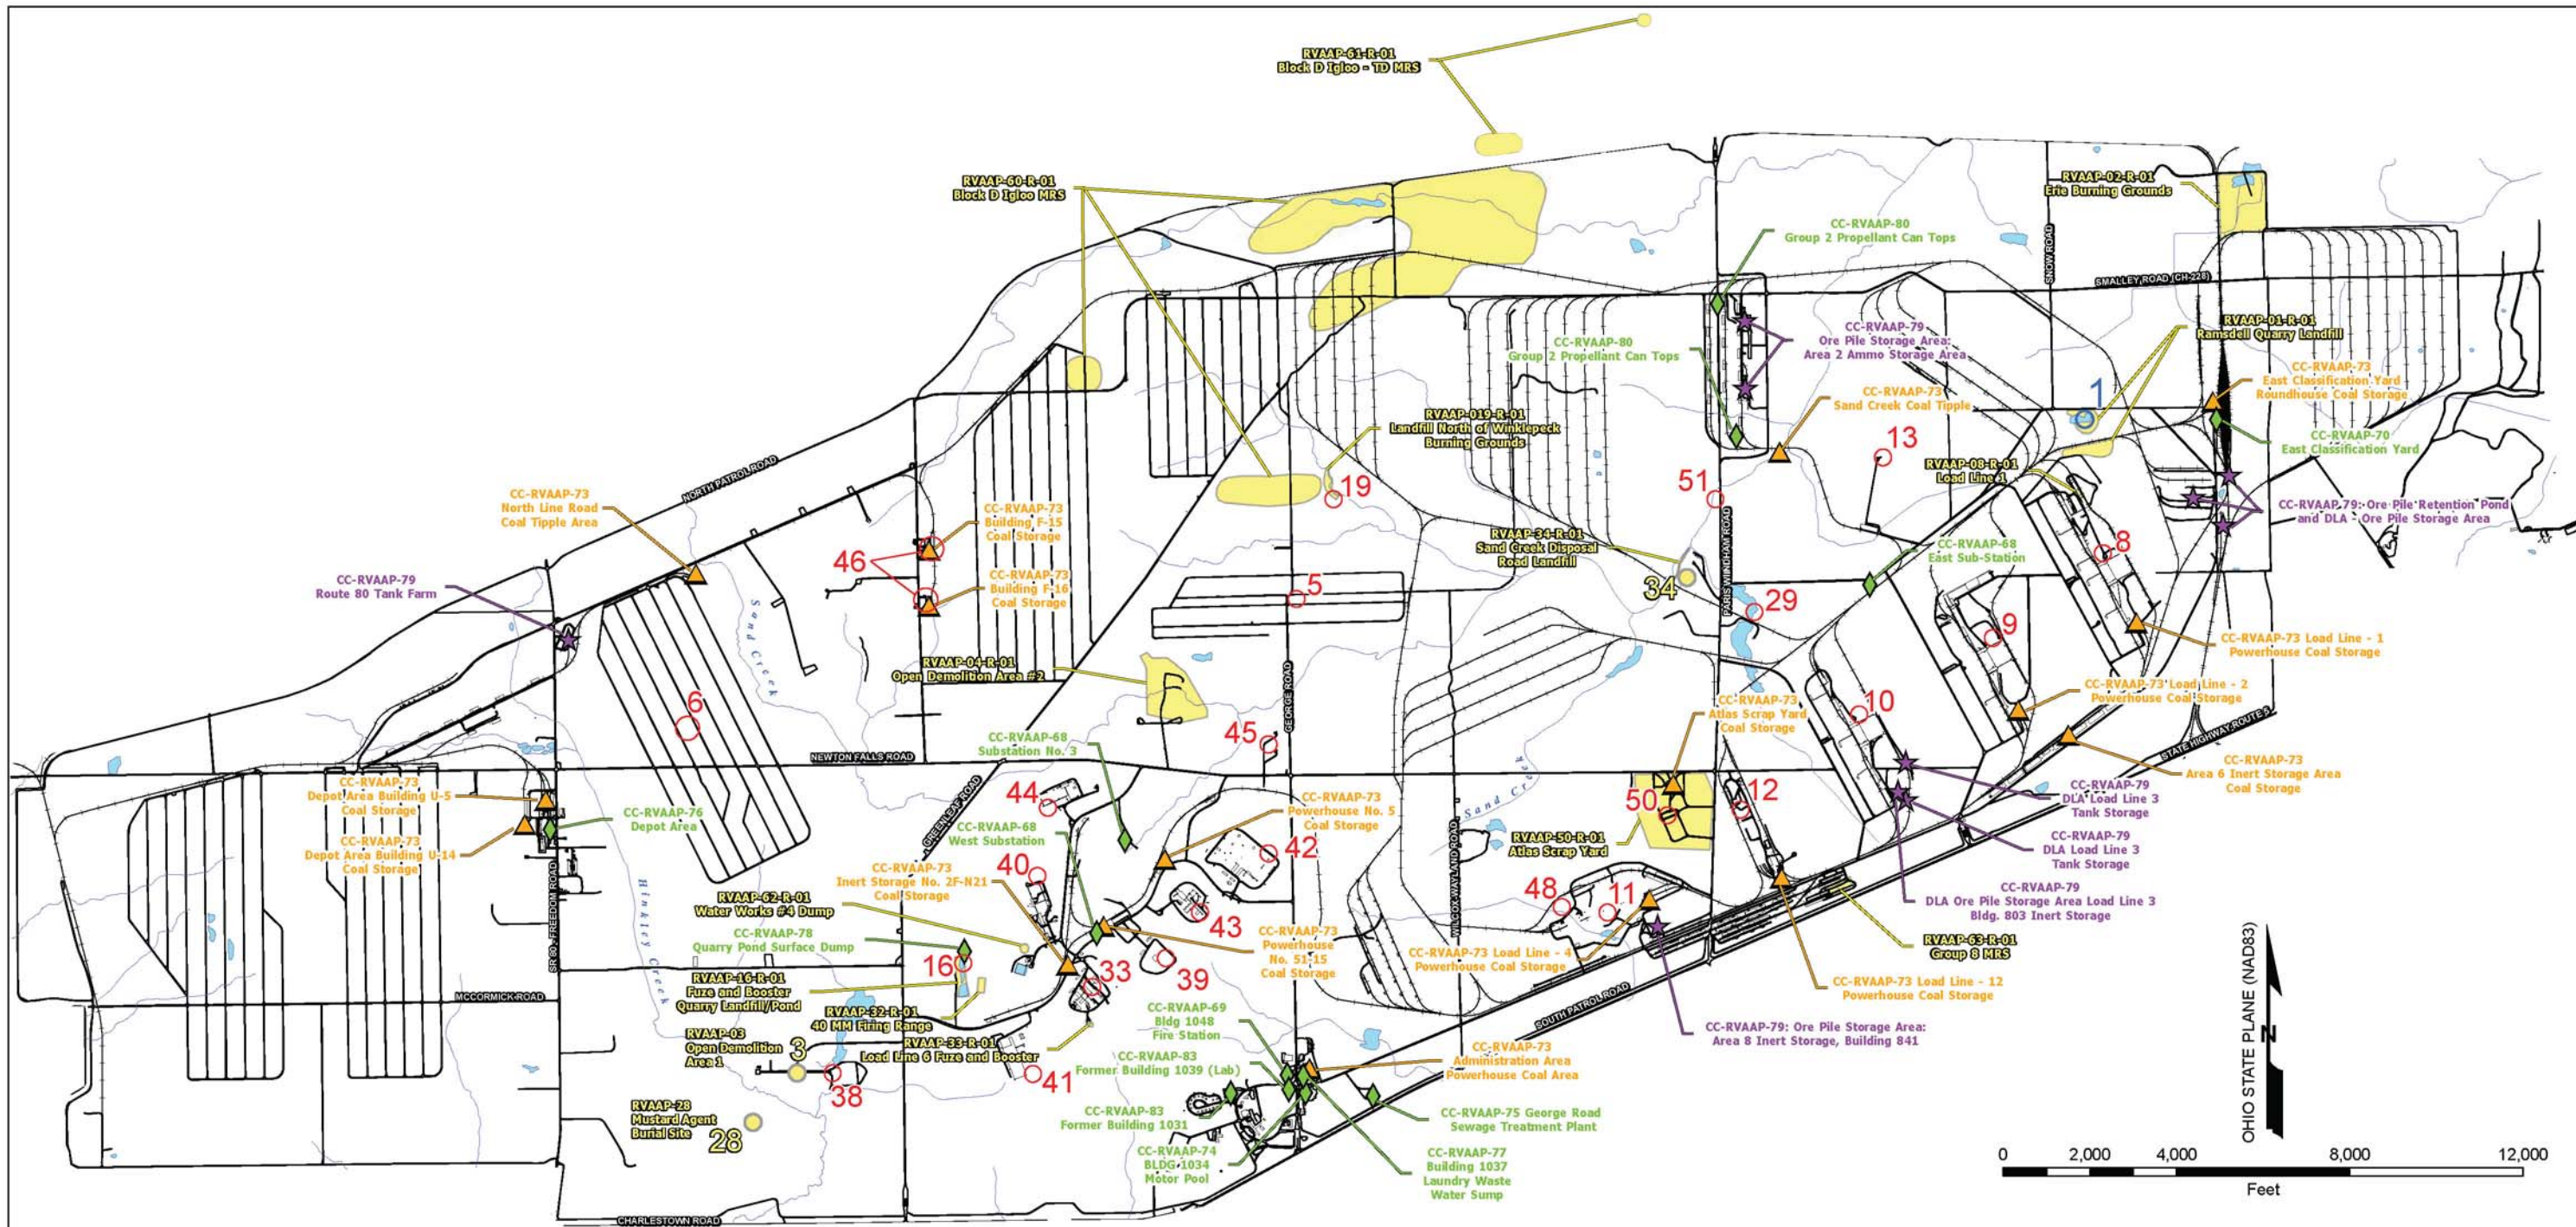 RVAAP-61-R-01
Block D Igloo - TD MRS
RVAAP-60-R-01
Block D Igloo MRS
RVAAP-02-R-01
Erie Burning Grounds
CC-RVAAP-80
Group 2 Propellant Can Tops
SNOW ROAD
SMALLEY ROAD (CH-228)
CC-RVAAP-80
Group 2 Propellant Can Tops
CC-RVAAP-79
Ore Pile Storage Area:
Area 2 Ammo Storage Area
RVAAP-01-R-01
Ramsdell Quarry Landfill
CC-RVAAP-73
East Classification Yard
Roundhouse Coal Storage
CC-RVAAP-73
Sand Creek Coal Tipple
1
CC-RVAAP-70
East Classification Yard
RVAAP-019-R-01
Landfill North of Winklepeck
Burning Grounds
13
RVAAP-08-R-01
Load Line 1
NORTH PATROL ROAD
19
51
CC-RVAAP-73
North Line Road
Coal Tipple Area
CC-RVAAP-73
Building F-15
Coal Storage
CC-RVAAP-79: Ore Pile Retention Pond
and DLA - Ore Pile Storage Area
PARIS WINDHAM ROAD
RVAAP-34-R-01
Sand Creek Disposal
Road Landfill
CC-RVAAP-68
East Sub-Station
8
46
CC-RVAAP-73
Building F-16
Coal Storage
CC-RVAAP-79
Route 80 Tank Farm
5
34
29
Sand Creek
9
CC-RVAAP-73 Load Line - 1
Powerhouse Coal Storage
RVAAP-04-R-01
Open Demolition Area #2
GEORGE ROAD
6
CC-RVAAP-73 Load Line - 2
Powerhouse Coal Storage
CC-RVAAP-73
Atlas Scrap Yard
Coal Storage
10
STATE HIGHWAY-ROUTE 5
45
CC-RVAAP-68
Substation No. 3
NEWTON FALLS ROAD
CC-RVAAP-73
Area 6 Inert Storage Area
Coal Storage
CC-RVAAP-73
Depot Area Building U-5
Coal Storage
CC-RVAAP-76
Depot Area
44
GREENLEAF ROAD
CC-RVAAP-73
Powerhouse No. 5
Coal Storage
Sand Creek
50
12
CC-RVAAP-79
DLA Load Line 3
Tank Storage
CC-RVAAP-68
West Substation
CC-RVAAP-73
Depot Area Building U-14
Coal Storage
RVAAP-50-R-01
Atlas Scrap Yard
CC-RVAAP-79
DLA Load Line 3
Tank Storage
42
40
CC-RVAAP-73
Inert Storage No. 2F-N21
Coal Storage
SR 80 - FREEDOM ROAD
Hinkley Creek
WILCOX-WAYLAND ROAD
48
11
CC-RVAAP-79
DLA Ore Pile Storage Area Load Line 3
Bldg. 803 Inert Storage
RVAAP-62-R-01
Water Works #4 Dump
43
CC-RVAAP-78
Quarry Pond Surface Dump
CC-RVAAP-73
Powerhouse
No. 51-15
Coal Storage
CC-RVAAP-73 Load Line - 4
Powerhouse Coal Storage
RVAAP-63-R-01
Group 8 MRS
16
33
39
RVAAP-16-R-01
Fuze and Booster
Quarry Landfill/Pond
CC-RVAAP-73 Load Line - 12
Powerhouse Coal Storage
MCCORMICK ROAD
SOUTH PATROL ROAD
RVAAP-32-R-01
40 MM Firing Range
CC-RVAAP-69
Bldg 1048
Fire Station
CC-RVAAP-79: Ore Pile Storage Area:
Area 8 Inert Storage, Building 841
RVAAP-03
Open Demolition
Area 1
3
RVAAP-33-R-01
Load Line 6 Fuze and Booster
CC-RVAAP-73
Administration Area
Powerhouse Coal Area
CC-RVAAP-83
Former Building 1039 (Lab)
38
41
RVAAP-28
Mustard Agent
Burial Site
28
CC-RVAAP-83
Former Building 1031
CC-RVAAP-75 George Road
Sewage Treatment Plant
CC-RVAAP-74
BLDG 1034
Motor Pool
CC-RVAAP-77
Building 1037
Laundry Waste
Water Sump
CHARLESTOWN ROAD
OHIO STATE PLANE (NAD83)
N
0 2,000 4,000 8,000 12,000
Feet